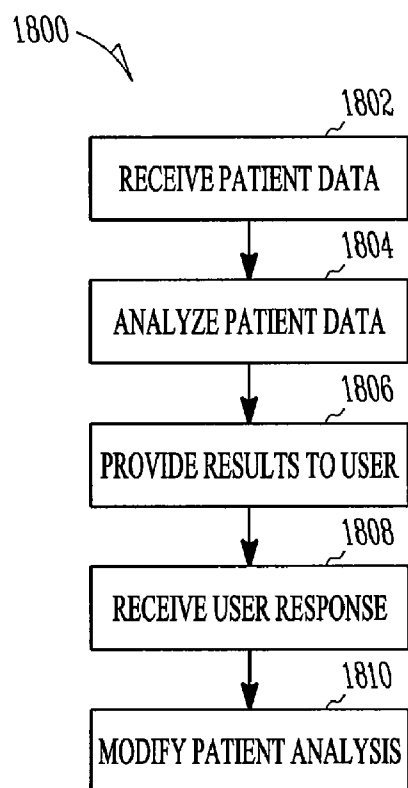 1800
1802
RECEIVE PATIENT DATA
1804
ANALYZE PATIENT DATA
1806
PROVIDE RESULTS TO USER
1808
RECEIVE USER RESPONSE
1810
MODIFY PATIENT ANALYSIS